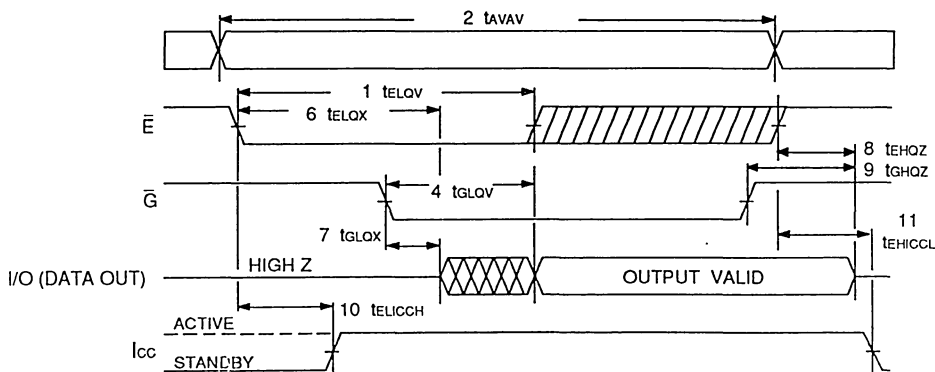 2 tAVAV
1 tELQV
6 tELQX
E
8 tEHQZ
9 tGHQZ
4 tGLQV
G
11
tEHICCL
7 tGLQX
I/O (DATA OUT)
HIGH Z
OUTPUT VALID
10 tELICCH
ACTIVE
ICC
STANDBY